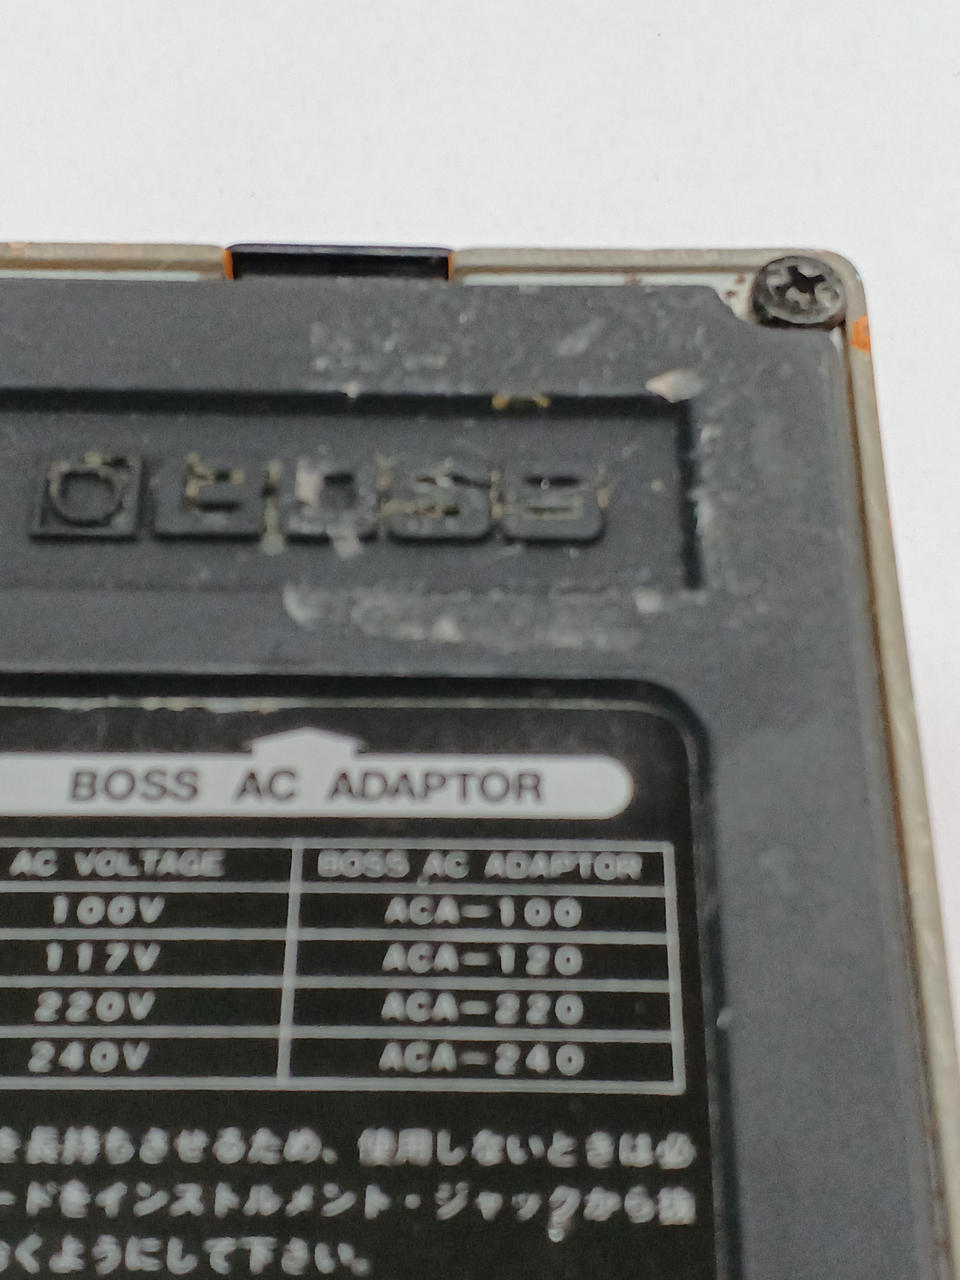 BOSS
BOSS AC ADAPTOR
AC VOLTAGE BOSS AC ADAPTOR
100V ACA-100
117V ACA-120
220V ACA-220
240V ACA-240
を長持ちさせるため、使用しないときは必
ードをインストルメント・ジャックから抜
おくようにして下さい。